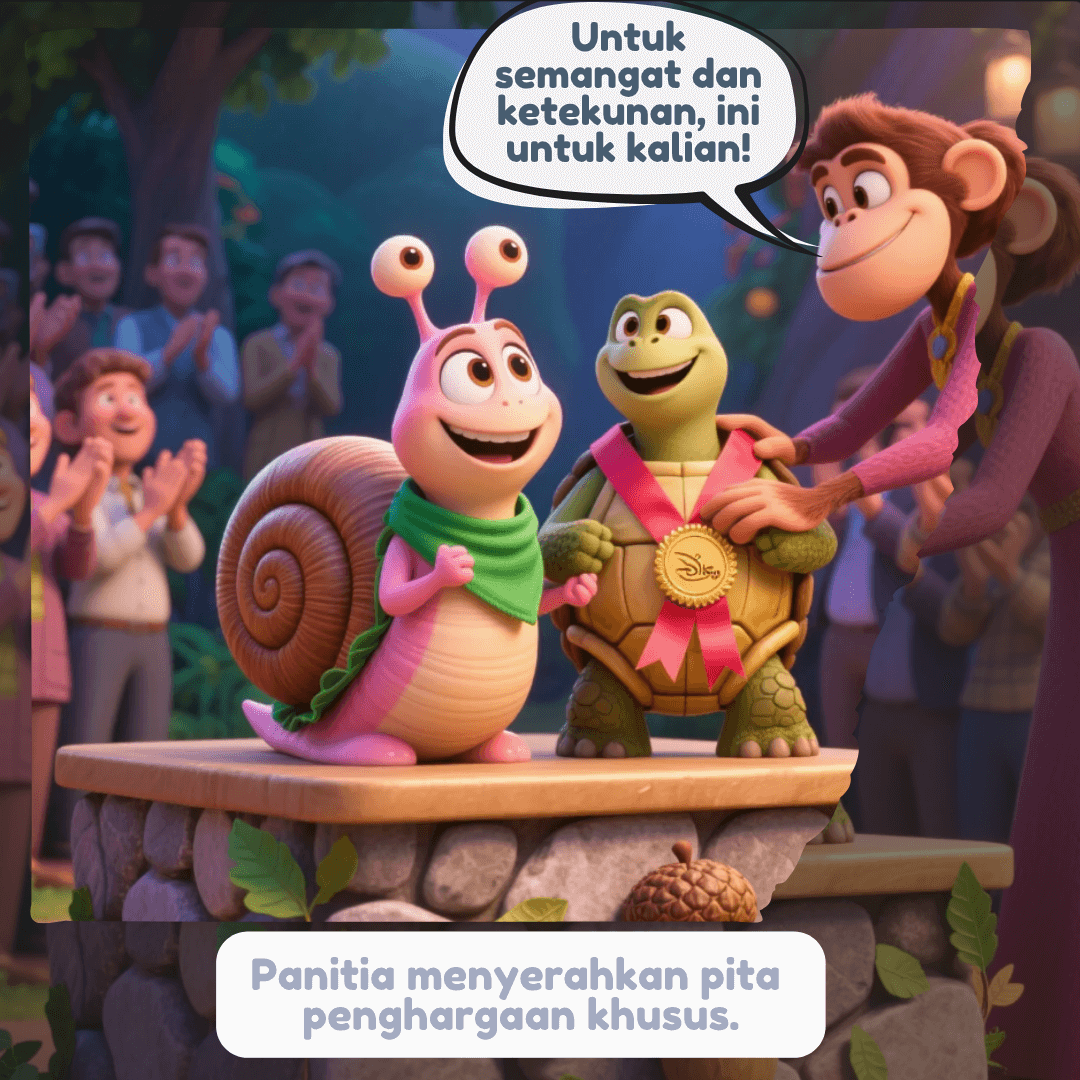 Untuk
semangat dan
ketekunan, ini
untuk kalian!
Panitia menyerahkan pita
penghargaan khusus.